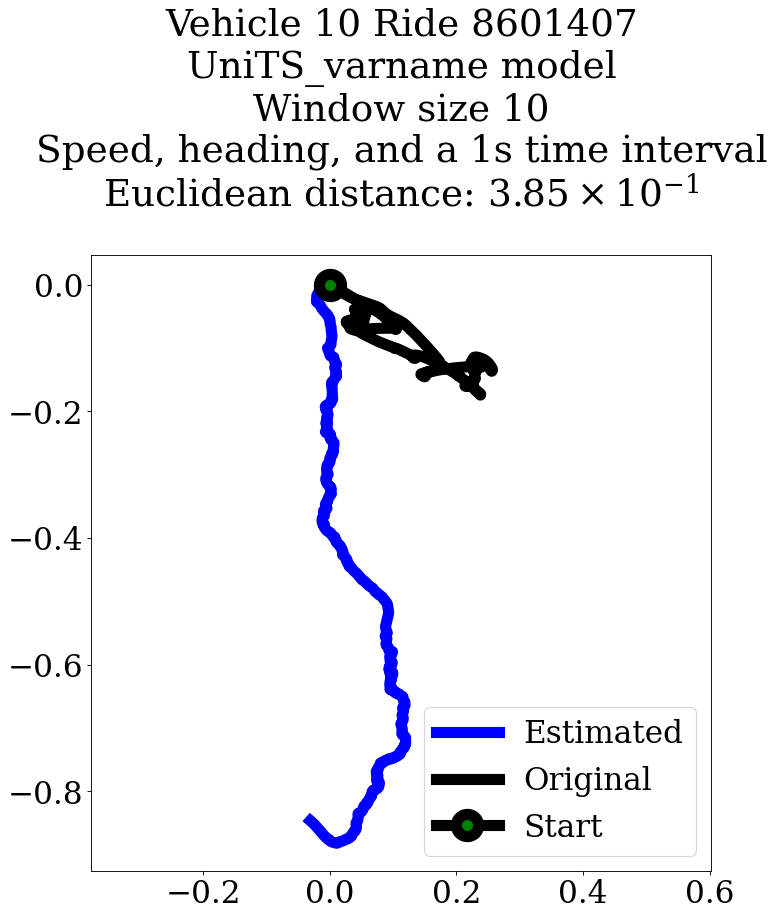 Vehicle 10 Ride 8601407
UniTS_varname model
Window size 10
Speed, heading, and a 1s time interval
Euclidean distance: 3.85 × 10⁻¹
0.0
−0.2
−0.4
−0.6
−0.8
Estimated
Original
Start
−0.2 0.0 0.2 0.4 0.6